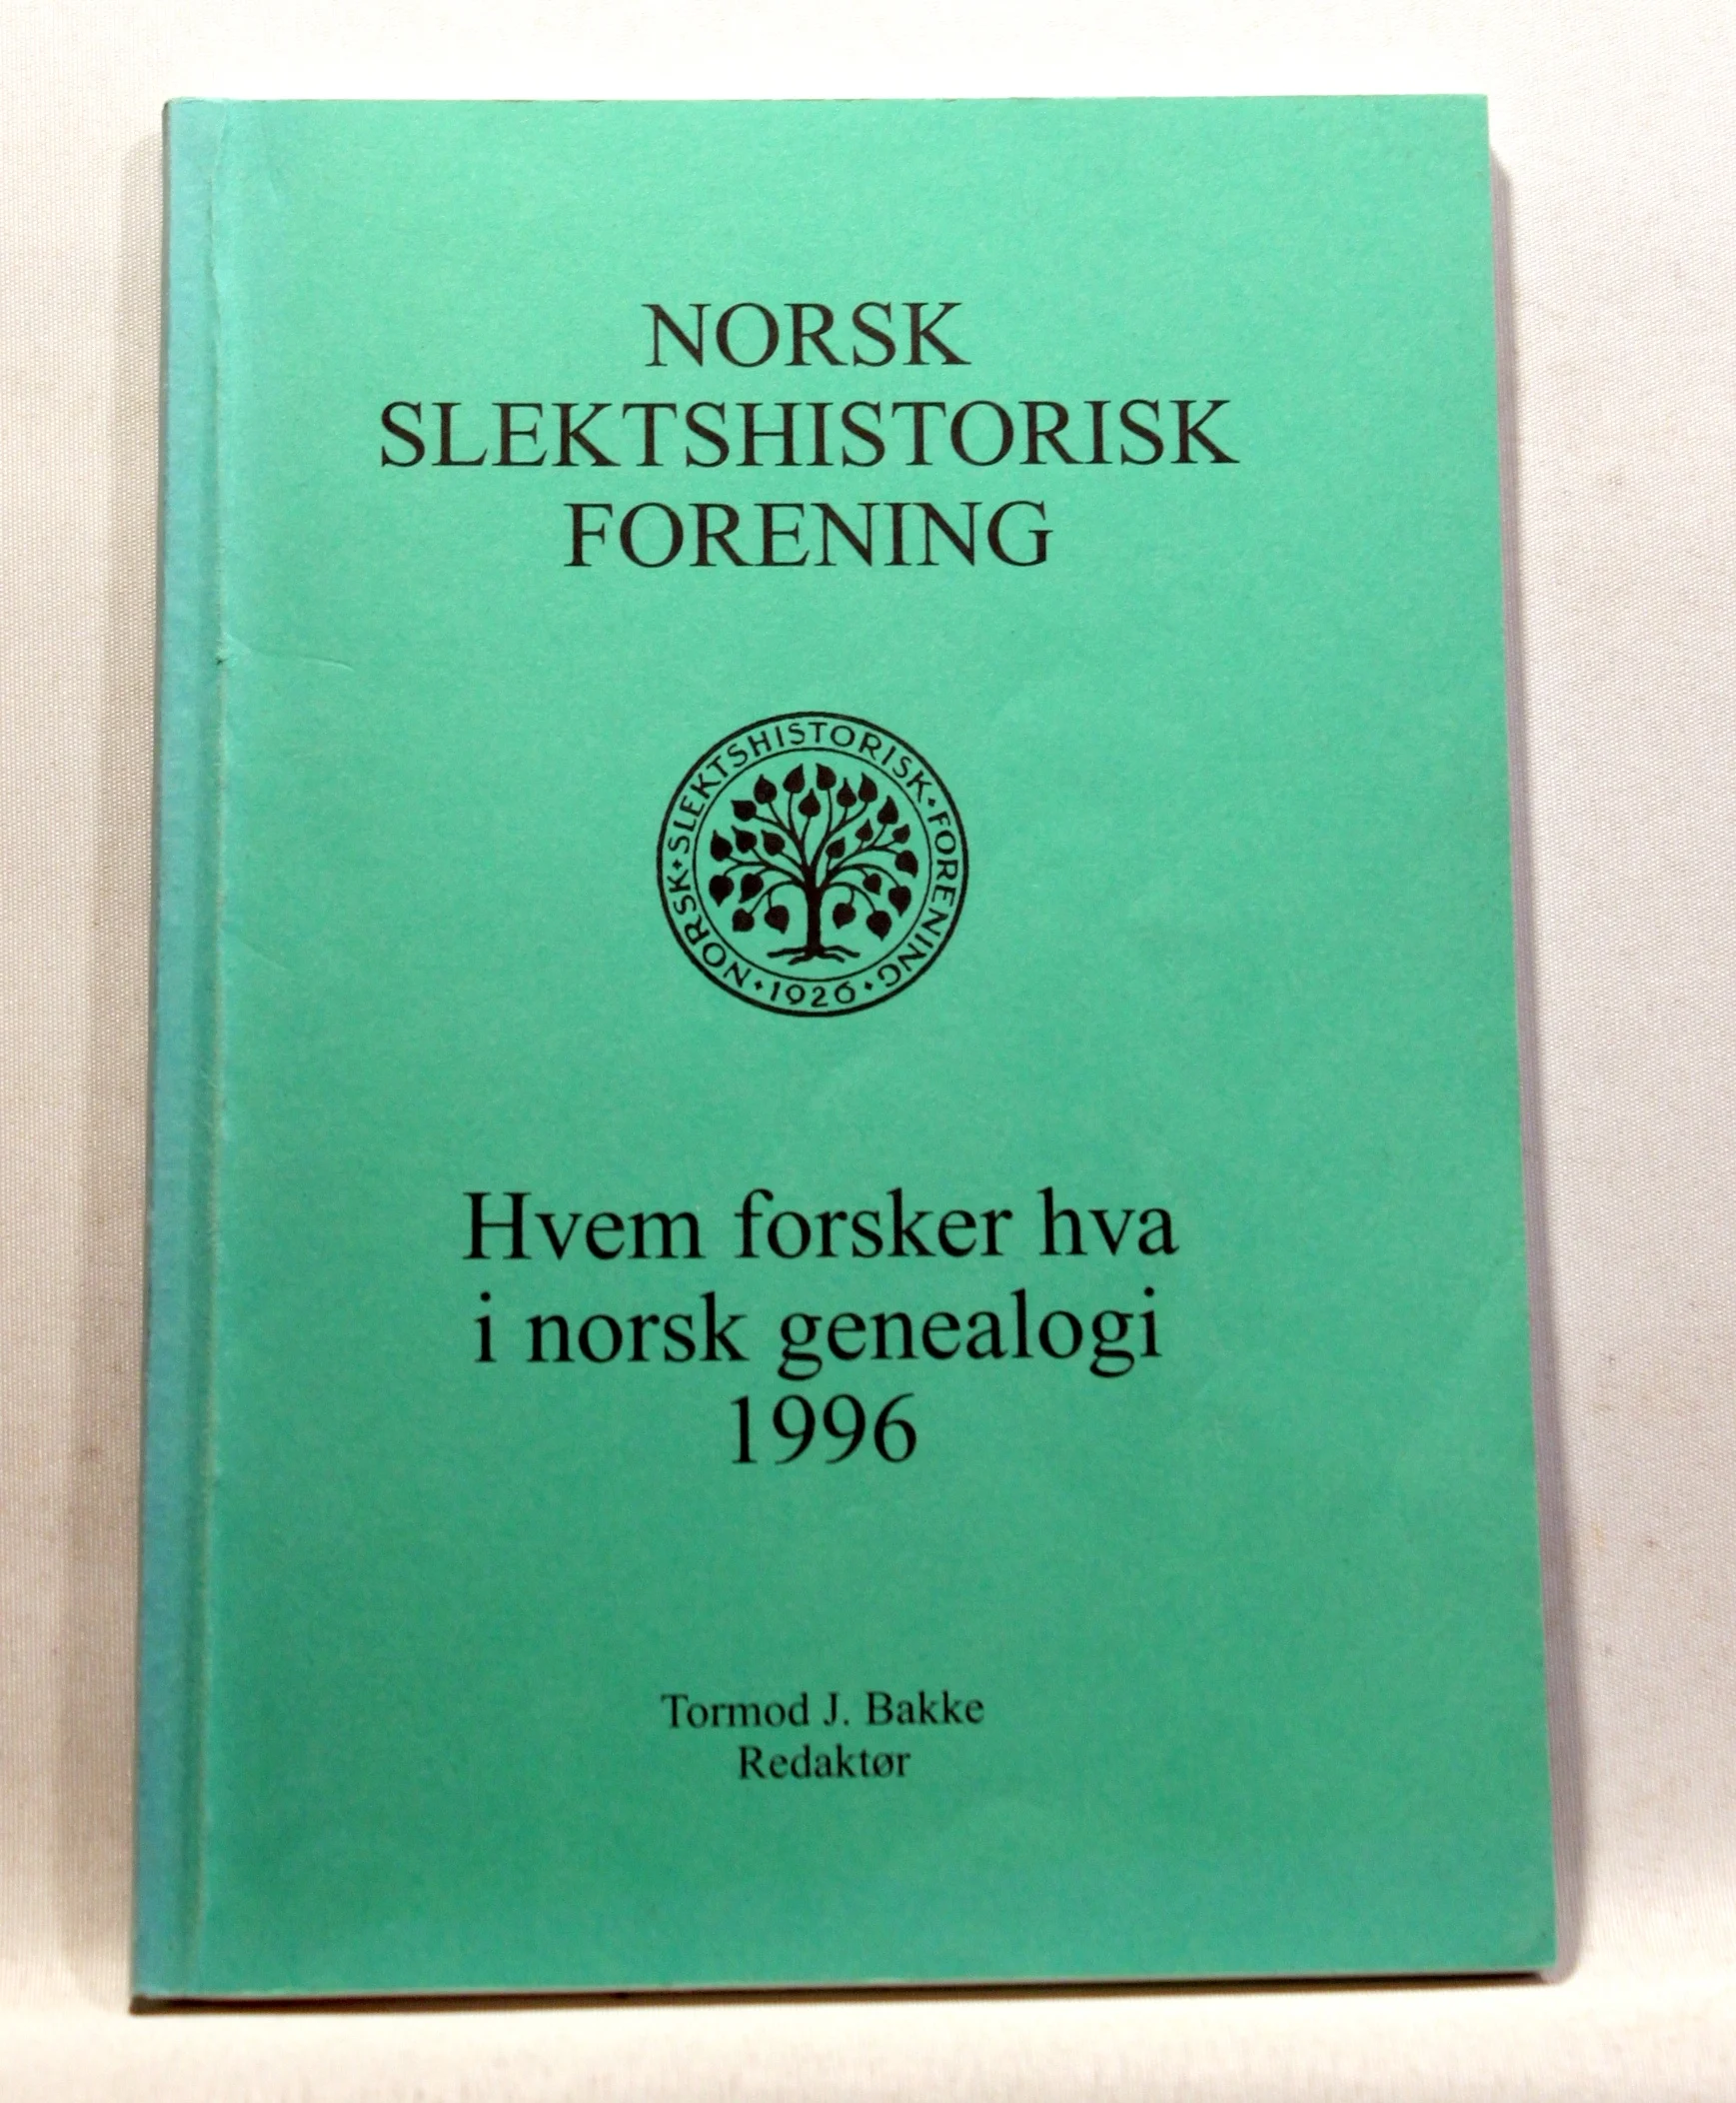 NORSK
SLEKTSHISTORISK
FORENING
NORSK · SLEKTSHISTORISK · FORENING · 1926 ·
Hvem forsker hva
i norsk genealogi
1996
Tormod J. Bakke
Redaktør